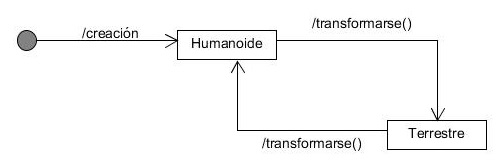 /transformarse()
/creación
Humanoide
Terrestre
/transformarse()